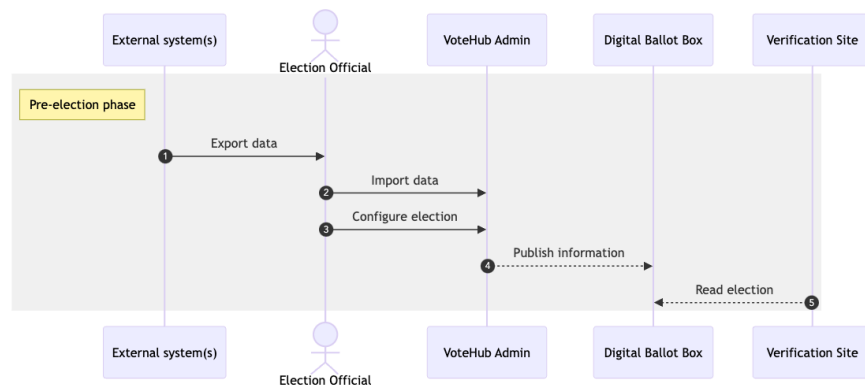 External system(s)
Election Official
VoteHub Admin
Digital Ballot Box
Verification Site
Pre-election phase
1 Export data
2 Import data
3 Configure election
4 Publish information
Read election 5
External system(s)
Election Official
VoteHub Admin
Digital Ballot Box
Verification Site